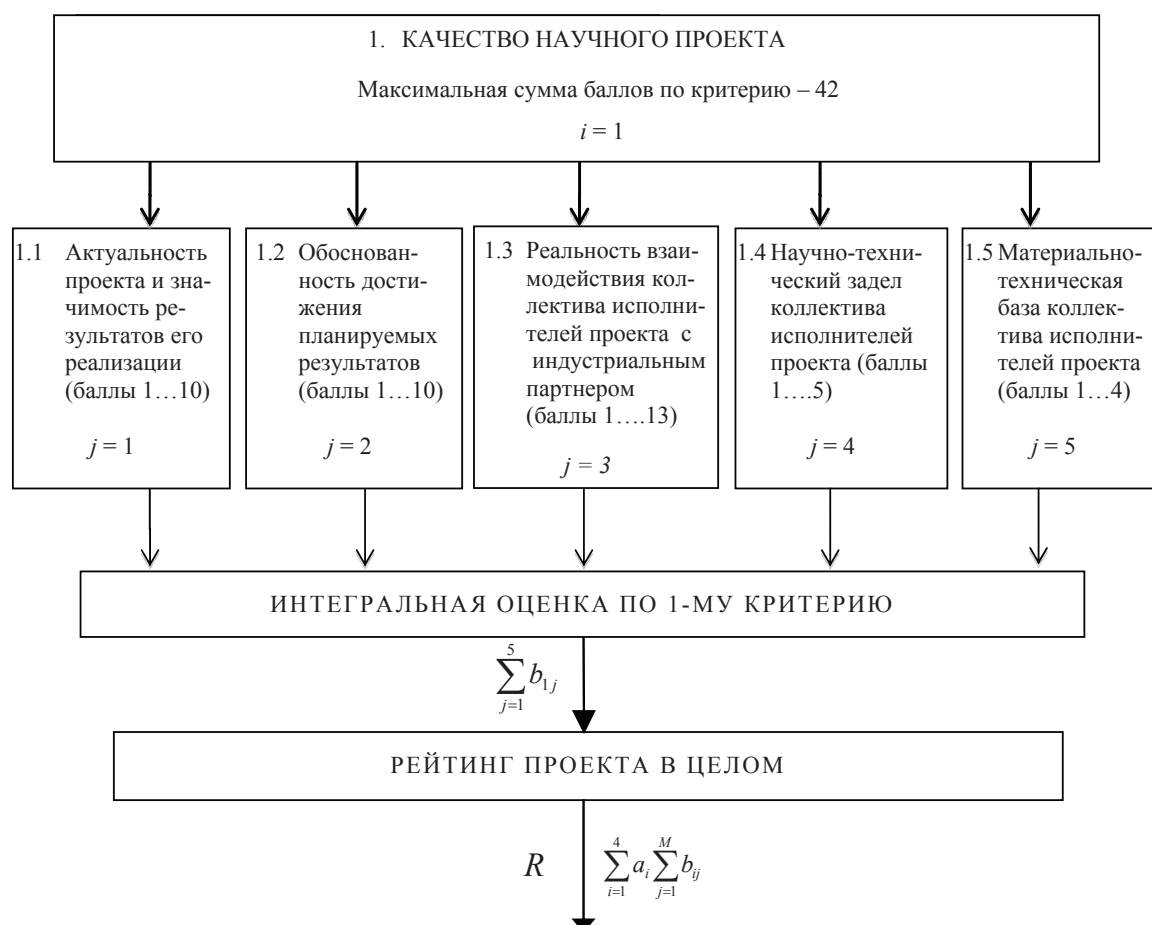 1. КАЧЕСТВО НАУЧНОГО ПРОЕКТА
Максимальная сумма баллов по критерию – 42
i = 1
1.1 Актуальность
проекта и зна-
чимость ре-
зультатов его
реализации
(баллы 1…10)
j = 1
1.2 Обоснован-
ность дости-
жения
планируемых
результатов
(баллы 1…10)
j = 2
1.3 Реальность взаи-
модействия кол-
лектива исполни-
телей проекта с
индустриальным
партнером
(баллы 1….13)
j = 3
1.4 Научно-техни-
ческий задел
коллектива
исполнителей
проекта (баллы
1….5)
j = 4
1.5 Материально-
техническая
база коллек-
тива исполни-
телей проекта
(баллы 1…4)
j = 5
ИНТЕГРАЛЬНАЯ ОЦЕНКА ПО 1-МУ КРИТЕРИЮ
\sum_{j=1}^{5} b_{1j}
РЕЙТИНГ ПРОЕКТА В ЦЕЛОМ
R \sum_{i=1}^{4} a_i \sum_{j=1}^{M} b_{ij}